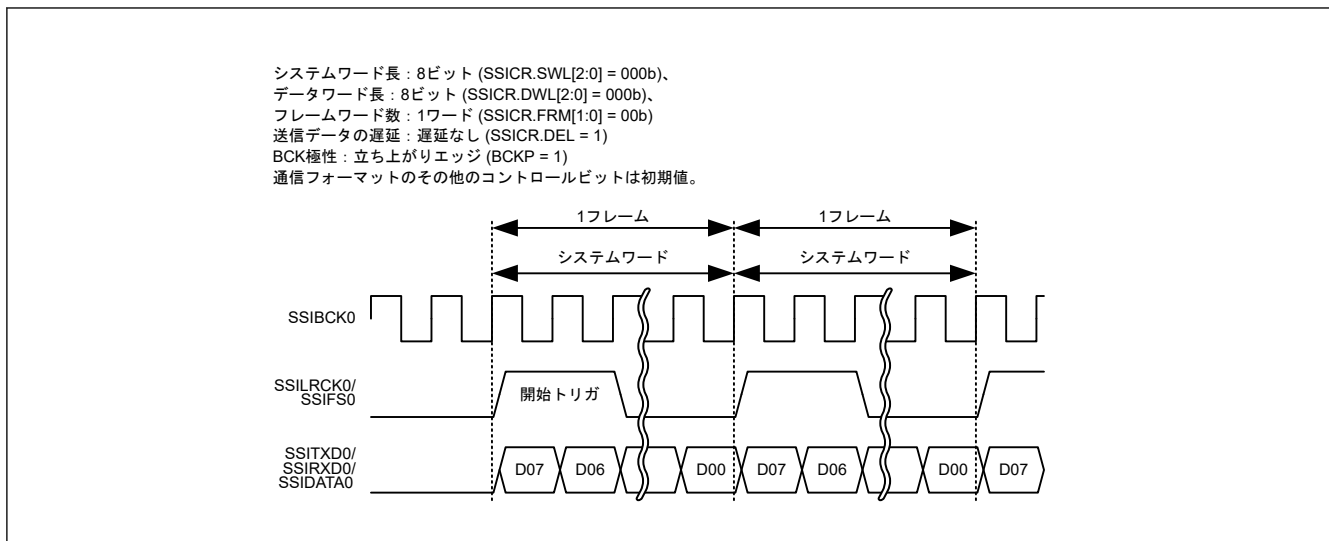 システムワード長：8ビット (SSICR.SWL[2:0] = 000b)、
データワード長：8ビット (SSICR.DWL[2:0] = 000b)、
フレームワード数：1ワード (SSICR.FRM[1:0] = 00b)
送信データの遅延：遅延なし (SSICR.DEL = 1)
BCK極性：立ち上がりエッジ (BCKP = 1)
通信フォーマットのその他のコントロールビットは初期値。
1フレーム 1フレーム
システムワード システムワード
SSIBCK0
SSILRCK0/
SSIFS0
開始トリガ
SSITXD0/
SSIRXD0/
SSIDATA0
D07 D06 D00 D07 D06 D00 D07